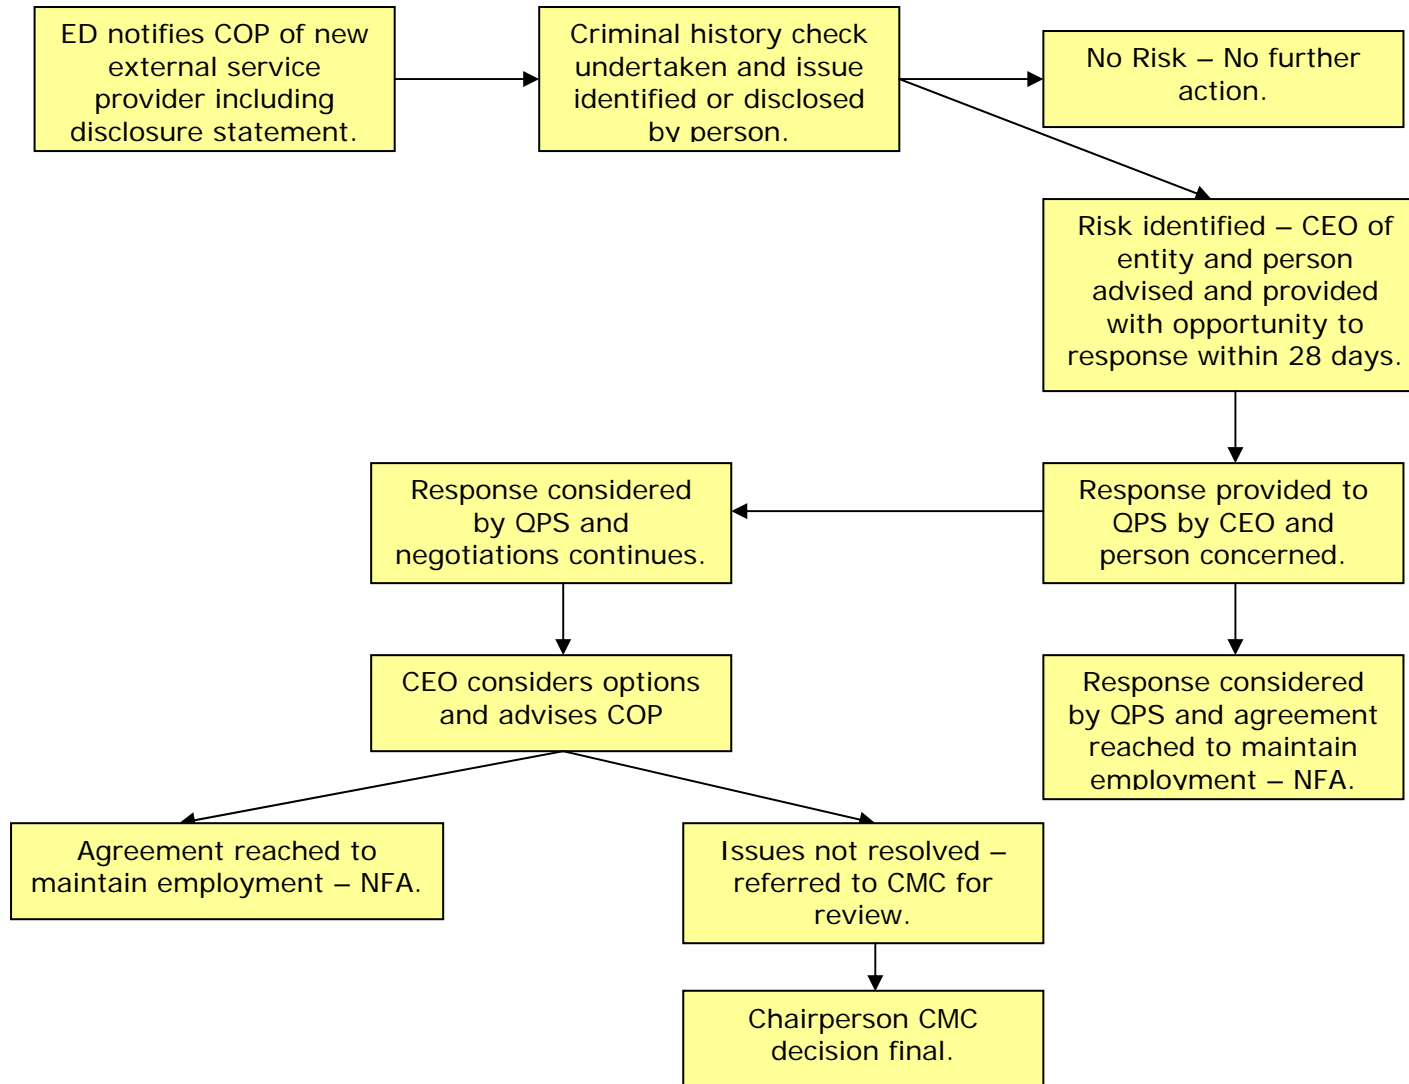 ED notifies COP of new
external service
provider including
disclosure statement.
Criminal history check
undertaken and issue
identified or disclosed
by person.
No Risk – No further
action.
Risk identified – CEO of
entity and person
advised and provided
with opportunity to
response within 28 days.
Response considered
by QPS and
negotiations continues.
Response provided to
QPS by CEO and
person concerned.
CEO considers options
and advises COP
Response considered
by QPS and agreement
reached to maintain
employment – NFA.
Agreement reached to
maintain employment – NFA.
Issues not resolved –
referred to CMC for
review.
Chairperson CMC
decision final.